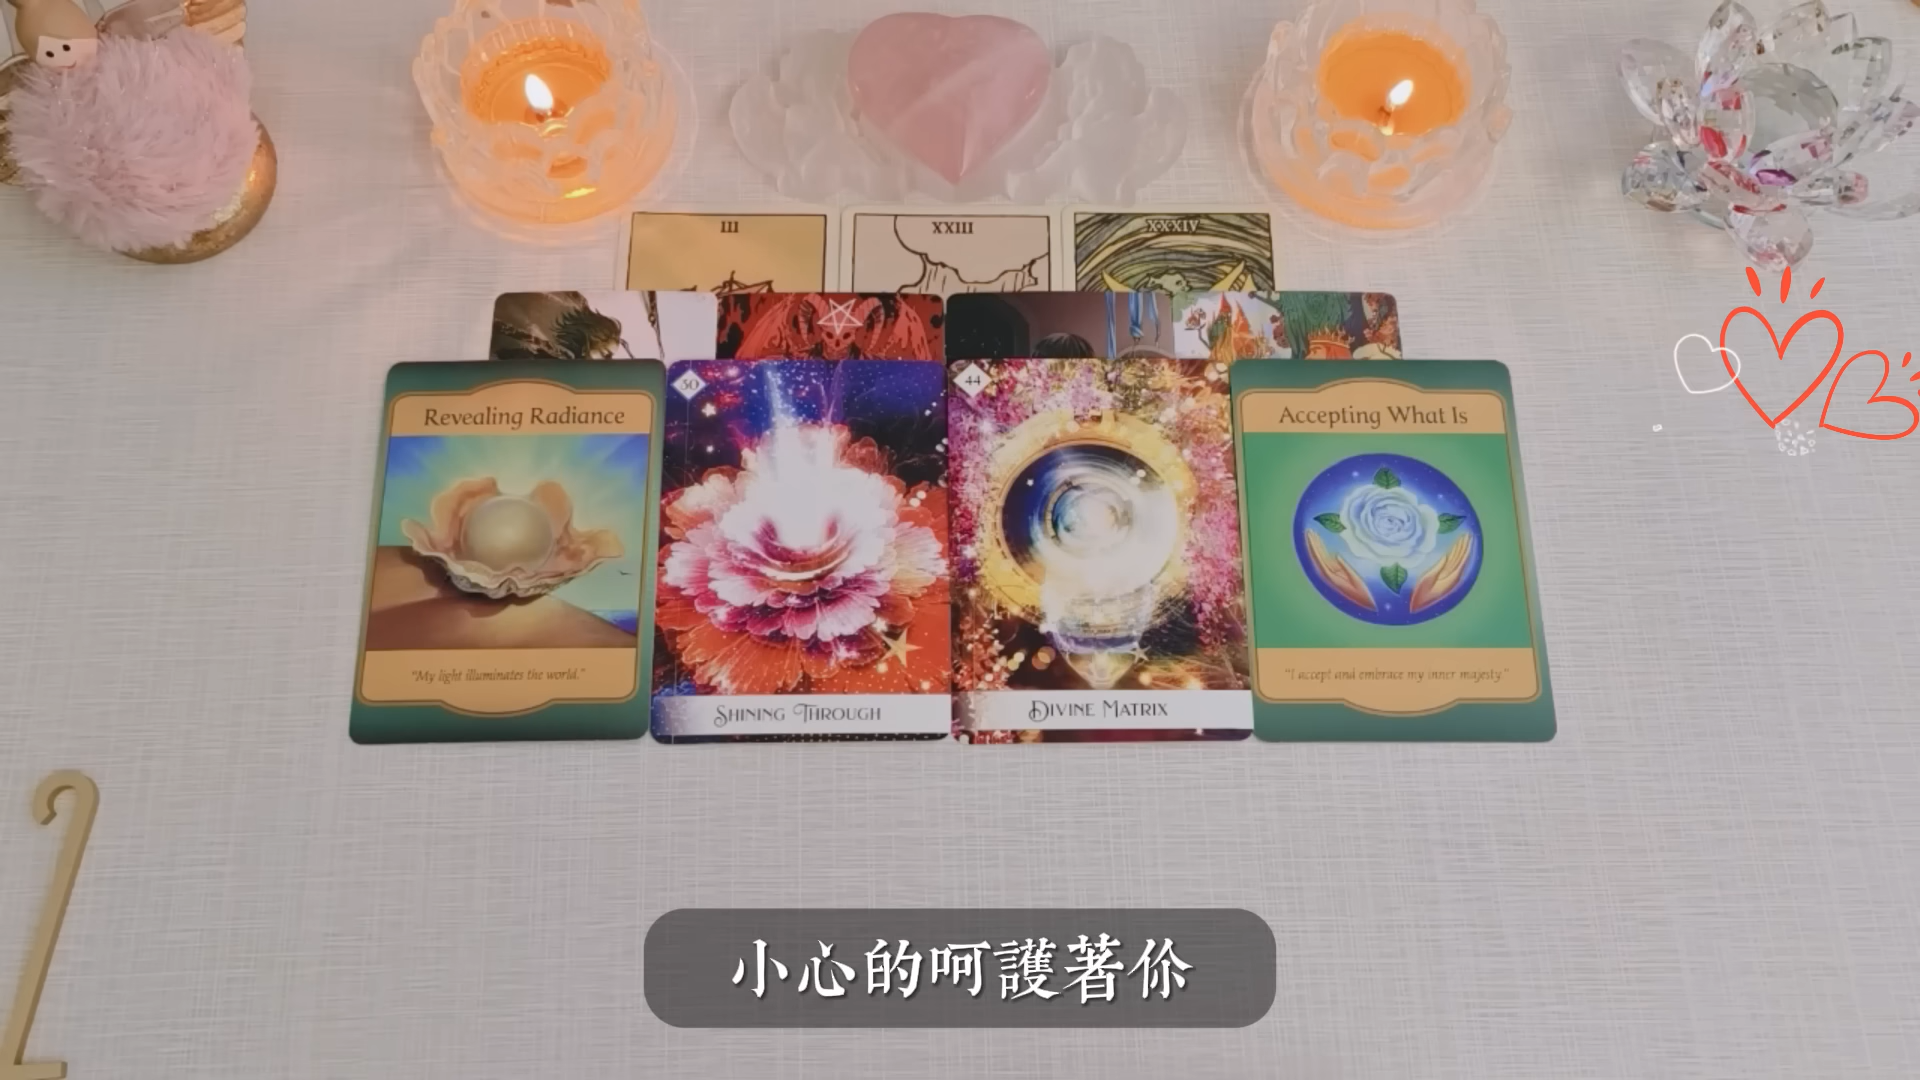 III
XXIII
XXXIV
Revealing Radiance
"My light illuminates the world."
30
SHINING THROUGH
44
DIVINE MATRIX
Accepting What Is
"I accept and embrace my inner majesty."
小心的呵護著你